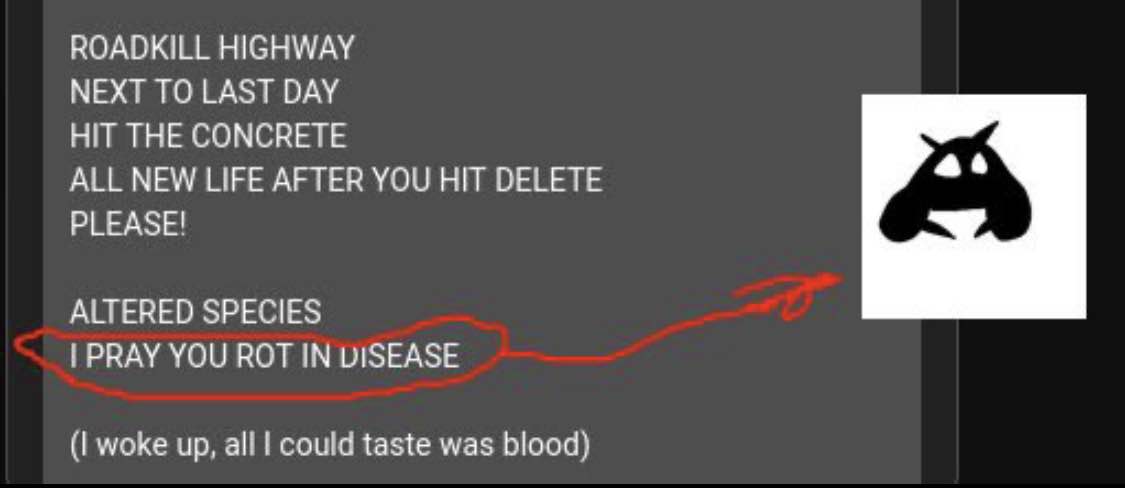 ROADKILL HIGHWAY
NEXT TO LAST DAY
HIT THE CONCRETE
ALL NEW LIFE AFTER YOU HIT DELETE
PLEASE!
ALTERED SPECIES
I PRAY YOU ROT IN DISEASE
(I woke up, all I could taste was blood)